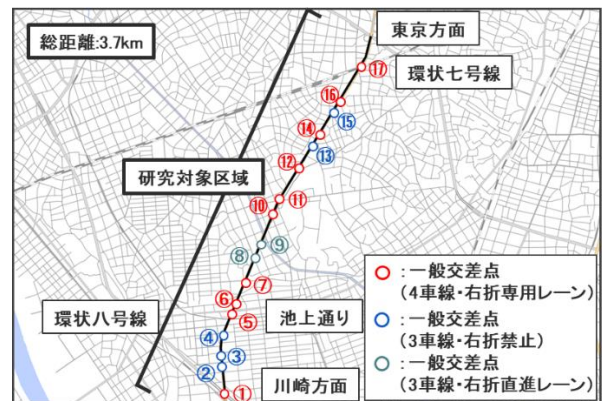 東京方面
総距離:3.7km
⑰
環状七号線
⑯
⑮
⑭
⑬
研究対象区域
⑫
⑪
⑩
⑨
⑧
⑦
環状八号線
⑥
⑤
池上通り
④
③
②
川崎方面
①
:一般交差点
(4車線・右折専用レーン)
:一般交差点
(3車線・右折禁止)
:一般交差点
(3車線・右折直進レーン)